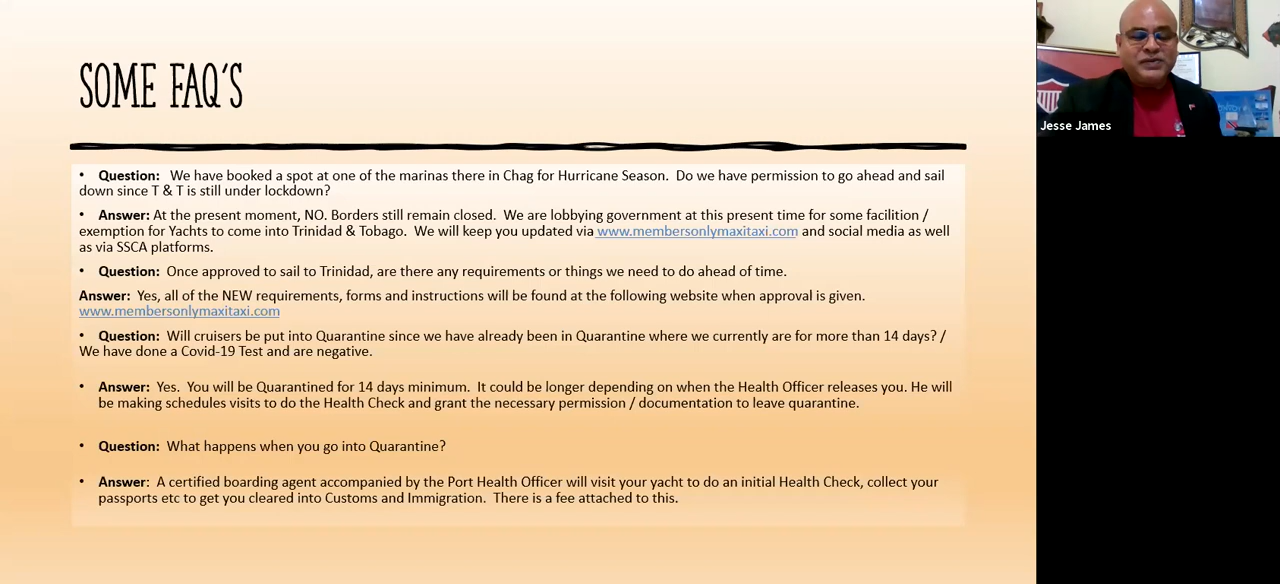 SOME FAQ'S
• Question: We have booked a spot at one of the marinas there in Chag for Hurricane Season. Do we have permission to go ahead and sail
down since T & T is still under lockdown?
• Answer: At the present moment, NO. Borders still remain closed. We are lobbying government at this present time for some facilition /
exemption for Yachts to come into Trinidad & Tobago. We will keep you updated via www.membersonlymaxitaxi.com and social media as well
as via SSCA platforms.
• Question: Once approved to sail to Trinidad, are there any requirements or things we need to do ahead of time.
Answer: Yes, all of the NEW requirements, forms and instructions will be found at the following website when approval is given.
www.membersonlymaxitaxi.com
• Question: Will cruisers be put into Quarantine since we have already been in Quarantine where we currently are for more than 14 days? /
We have done a Covid-19 Test and are negative.
• Answer: Yes. You will be Quarantined for 14 days minimum. It could be longer depending on when the Health Officer releases you. He will
be making schedules visits to do the Health Check and grant the necessary permission / documentation to leave quarantine.
• Question: What happens when you go into Quarantine?
• Answer: A certified boarding agent accompanied by the Port Health Officer will visit your yacht to do an initial Health Check, collect your
passports etc to get you cleared into Customs and Immigration. There is a fee attached to this.
Jesse James